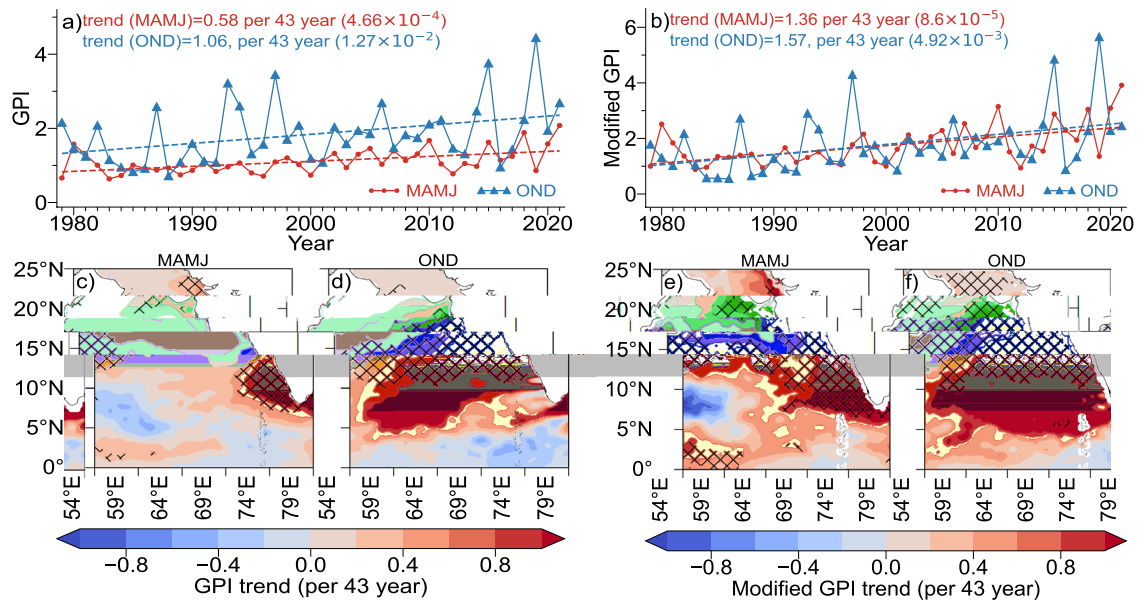 a) trend (MAMJ)=0.58 per 43 year (4.66×10⁻⁴)
trend (OND)=1.06, per 43 year (1.27×10⁻²)
GPI
4
2
0
MAMJ OND
1980 1990 2000 2010 2020
Year
b) trend (MAMJ)=1.36 per 43 year (8.6×10⁻⁵)
trend (OND)=1.57, per 43 year (4.92×10⁻³)
Modified GPI
6
4
2
0
MAMJ OND
1980 1990 2000 2010 2020
Year
MAMJ OND
c) d)
25°N
20°N
15°N
10°N
5°N
0°
54°E 59°E 64°E 69°E 74°E 54°E 59°E 64°E 69°E 74°E 79°E
−0.8 −0.4 0.0 0.4 0.8
GPI trend (per 43 year)
MAMJ OND
e) f)
25°N
20°N
15°N
10°N
5°N
0°
54°E 59°E 64°E 69°E 74°E 54°E 59°E 64°E 69°E 74°E 79°E
−0.8 −0.4 0.0 0.4 0.8
Modified GPI trend (per 43 year)